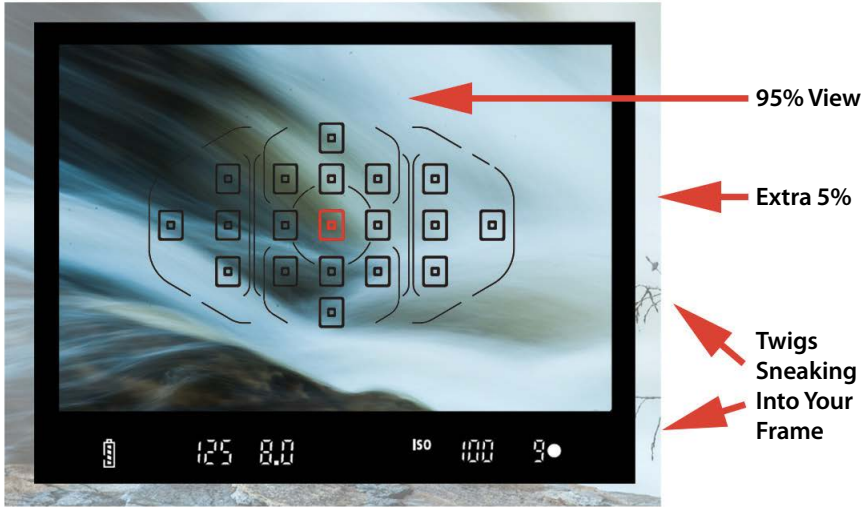 95% View
Extra 5%
Twigs
Sneaking
Into Your
Frame
125 8.0 ISO 100 9